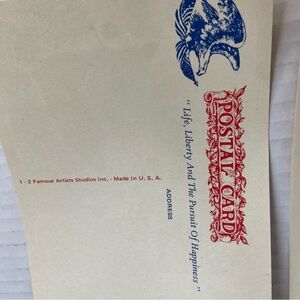 POSTAL CARD
"Life, Liberty And The Pursuit Of Happiness"
ADDRESS
1 - 2 Famous Artists Studios Inc. - Made In U. S. A.